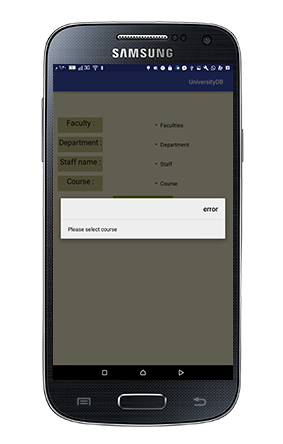 SAMSUNG
UniversityDB
Faculty :
Faculties
Department :
Department
Staff name :
Staff
Course :
Course
error
Please select course